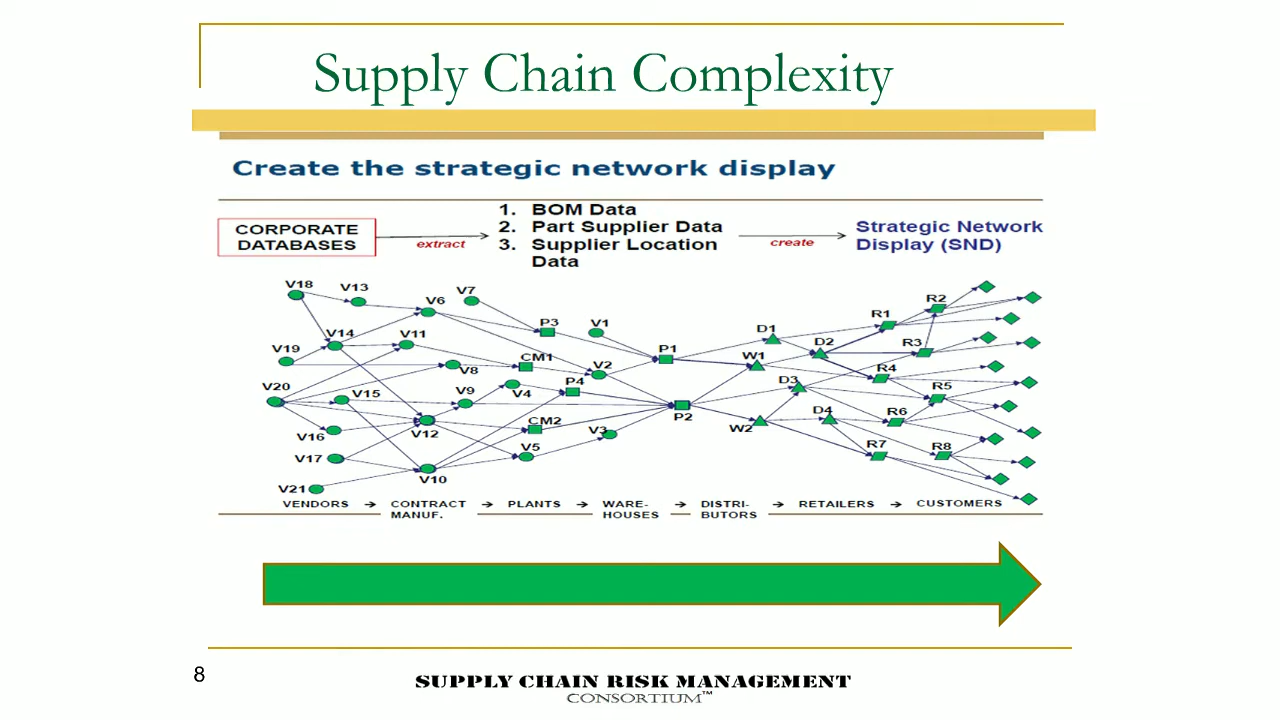 Supply Chain Complexity
Create the strategic network display
CORPORATE
DATABASES
extract
1. BOM Data
2. Part Supplier Data
3. Supplier Location
Data
create
Strategic Network
Display (SND)
V18
V13
V6
V7
P3
V1
V14
V11
V19
CM1
V8
V2
P1
V20
V15
V9
V4
P4
V16
V12
CM2
V3
P2
V17
V10
V5
V21
D1
W1
D2
D3
W2
D4
R1
R2
R3
R4
R5
R6
R7
R8
VENDORS → CONTRACT → PLANTS → WARE- → DISTRI- → RETAILERS → CUSTOMERS
MANUF. HOUSES BUTORS
8
SUPPLY CHAIN RISK MANAGEMENT
CONSORTIUM™